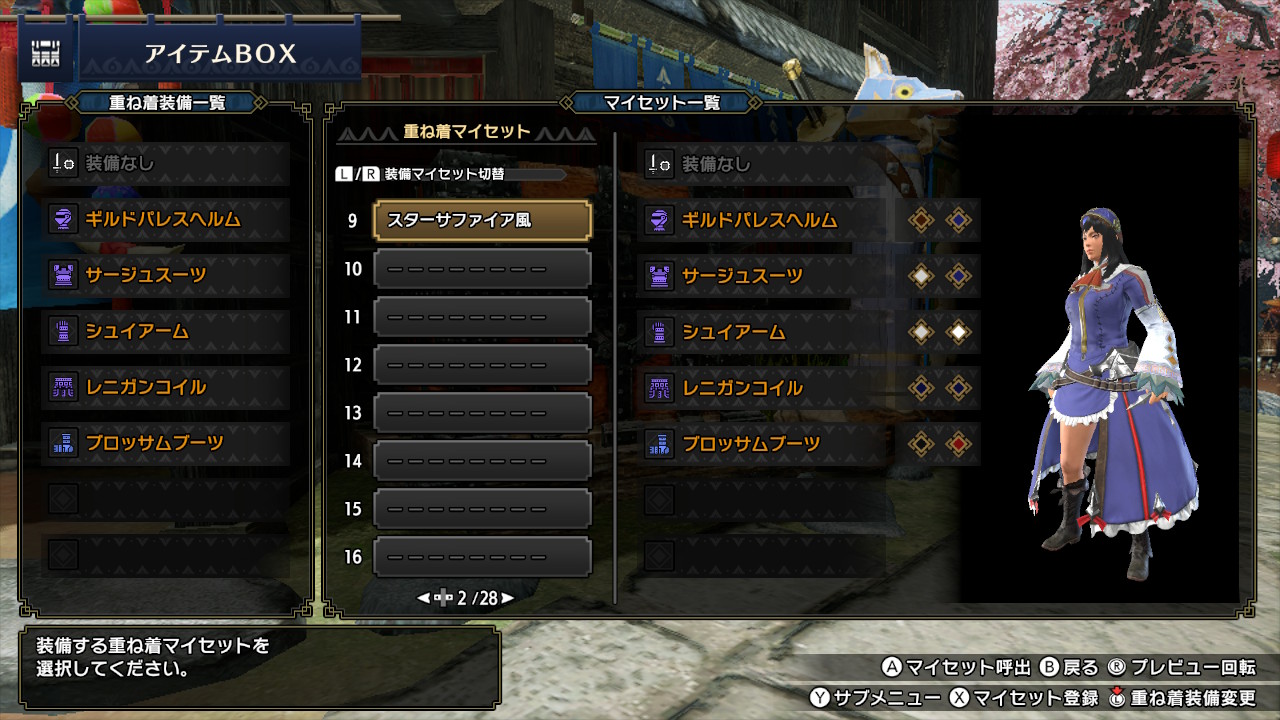 アイテムBOX
重ね着装備一覧
装備なし
ギルドパレスヘルム
サージュスーツ
シュイアーム
レニガンコイル
ブロッサムブーツ
マイセット一覧
重ね着マイセット
L/R 装備マイセット切替
9 スターサファイア風
10 －－－－－－－－
11 －－－－－－－－
12 －－－－－－－－
13 －－－－－－－－
14 －－－－－－－－
15 －－－－－－－－
16 －－－－－－－－
2/28
装備なし
ギルドパレスヘルム
サージュスーツ
シュイアーム
レニガンコイル
ブロッサムブーツ
装備する重ね着マイセットを
選択してください。
Aマイセット呼出 B戻る Rプレビュー回転
Yサブメニュー Xマイセット登録 L重ね着装備変更